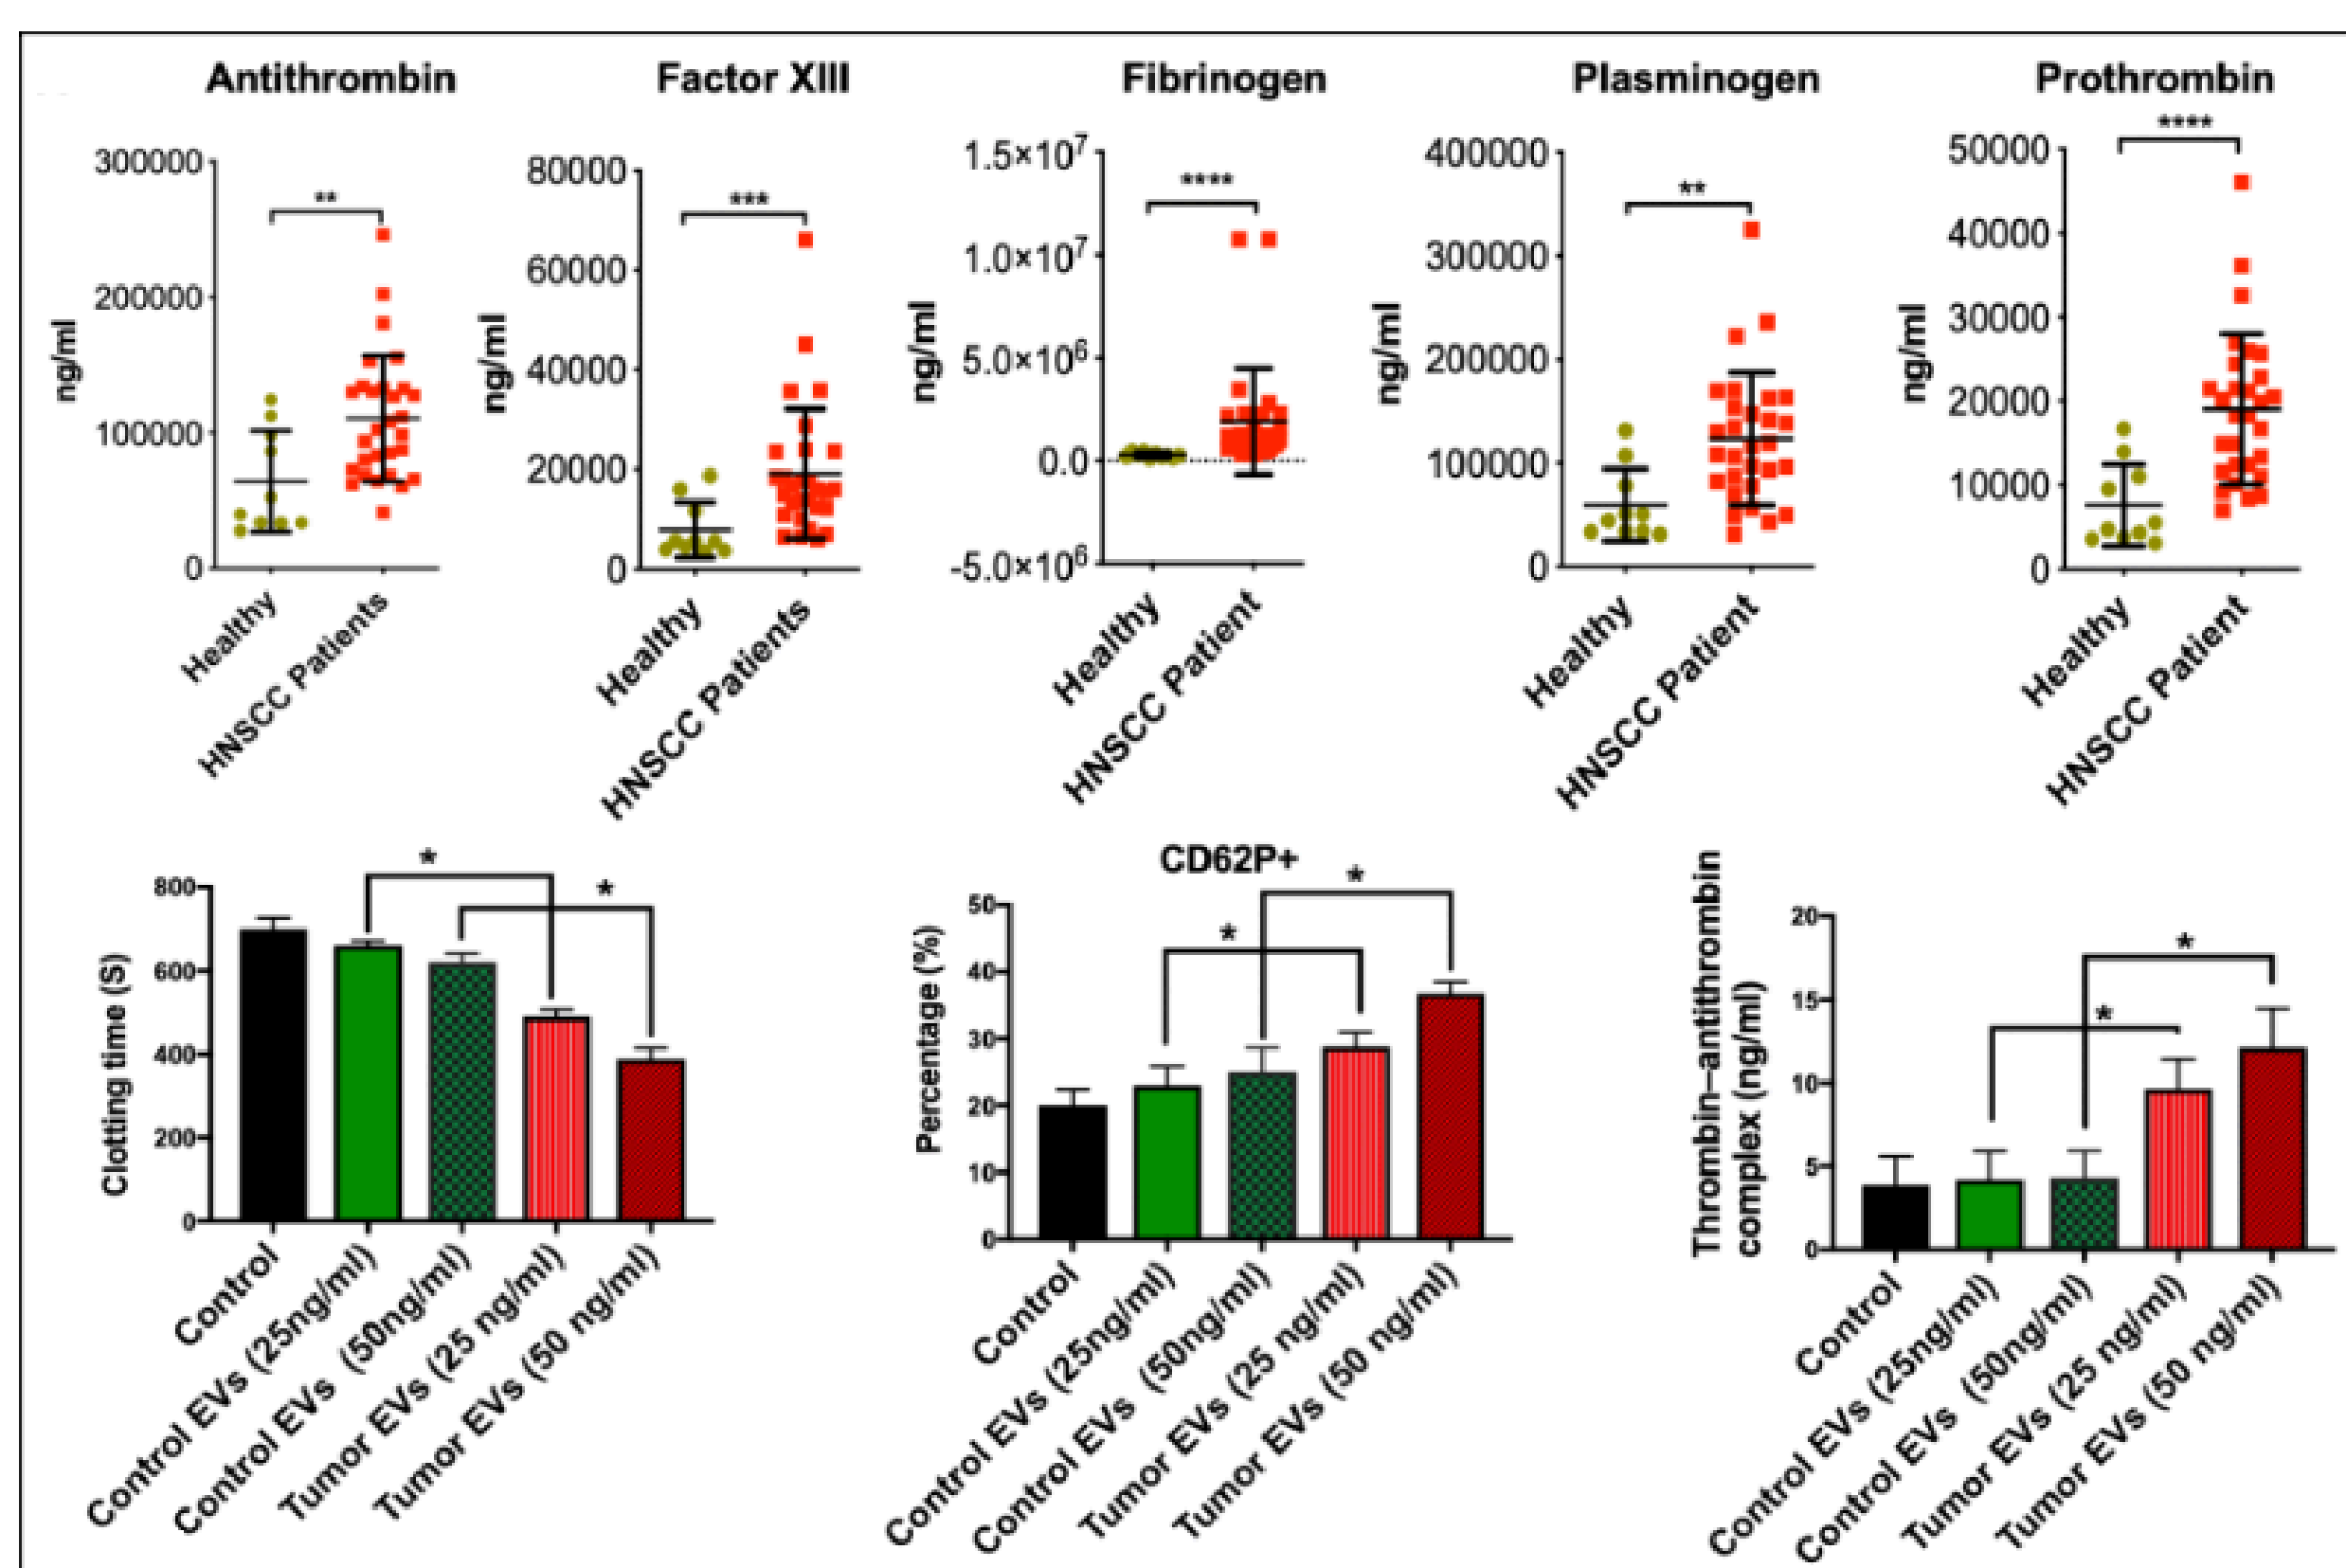 Antithrombin
ng/ml
300000
200000
100000
0
**
Healthy
HNSCC Patients
Factor XIII
ng/ml
80000
60000
40000
20000
0
***
Healthy
HNSCC Patients
Fibrinogen
ng/ml
1.5×10⁷
1.0×10⁷
5.0×10⁶
0.0
-5.0×10⁶
****
Healthy
HNSCC Patient
Plasminogen
ng/ml
400000
300000
200000
100000
0
**
Healthy
HNSCC Patient
Prothrombin
ng/ml
50000
40000
30000
20000
10000
0
****
Healthy
HNSCC Patient
Clotting time (S)
800
600
400
200
0
*
*
Control
Control EVs (25ng/ml)
Control EVs (50ng/ml)
Tumor EVs (25 ng/ml)
Tumor EVs (50 ng/ml)
CD62P+
Percentage (%)
50
40
30
20
10
0
*
*
Control
Control EVs (25ng/ml)
Control EVs (50ng/ml)
Tumor EVs (25 ng/ml)
Tumor EVs (50 ng/ml)
Thrombin–antithrombin
complex (ng/ml)
20
15
10
5
0
*
*
Control
Control EVs (25ng/ml)
Control EVs (50ng/ml)
Tumor EVs (25 ng/ml)
Tumor EVs (50 ng/ml)